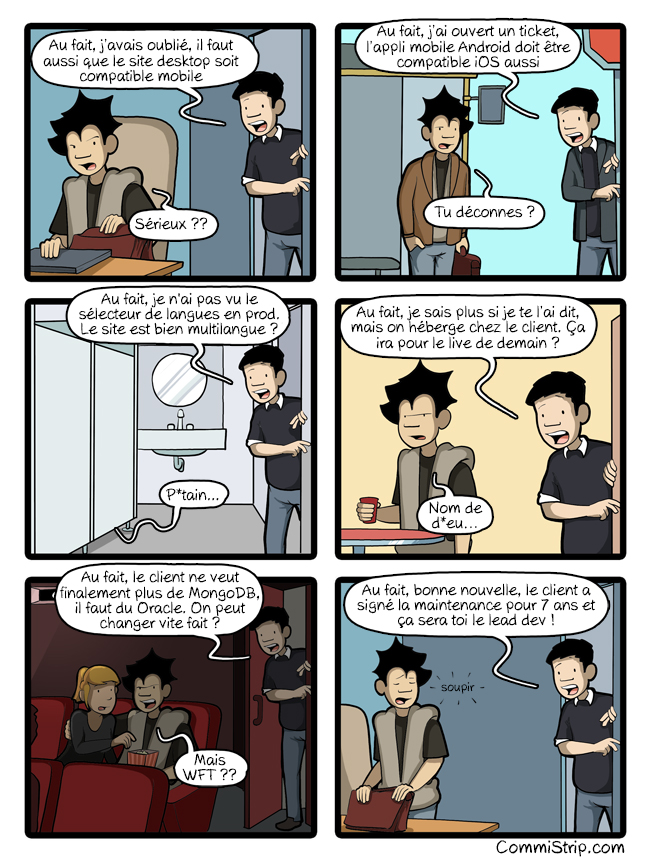 Au fait, j'avais oublié, il faut
aussi que le site desktop soit
compatible mobile
Sérieux ??
Au fait, j'ai ouvert un ticket,
l'appli mobile Android doit être
compatible iOS aussi
Tu déconnes ?
Au fait, je n'ai pas vu le
sélecteur de langues en prod.
Le site est bien multilangue ?
P*tain...
Au fait, je sais plus si je te l'ai dit,
mais on héberge chez le client. Ça
ira pour le live de demain ?
Nom de
d*eu...
Au fait, le client ne veut
finalement plus de MongoDB,
il faut du Oracle. On peut
changer vite fait ?
Mais
WFT ??
Au fait, bonne nouvelle, le client a
signé la maintenance pour 7 ans et
ça sera toi le lead dev !
- soupir -
CommiStrip.com